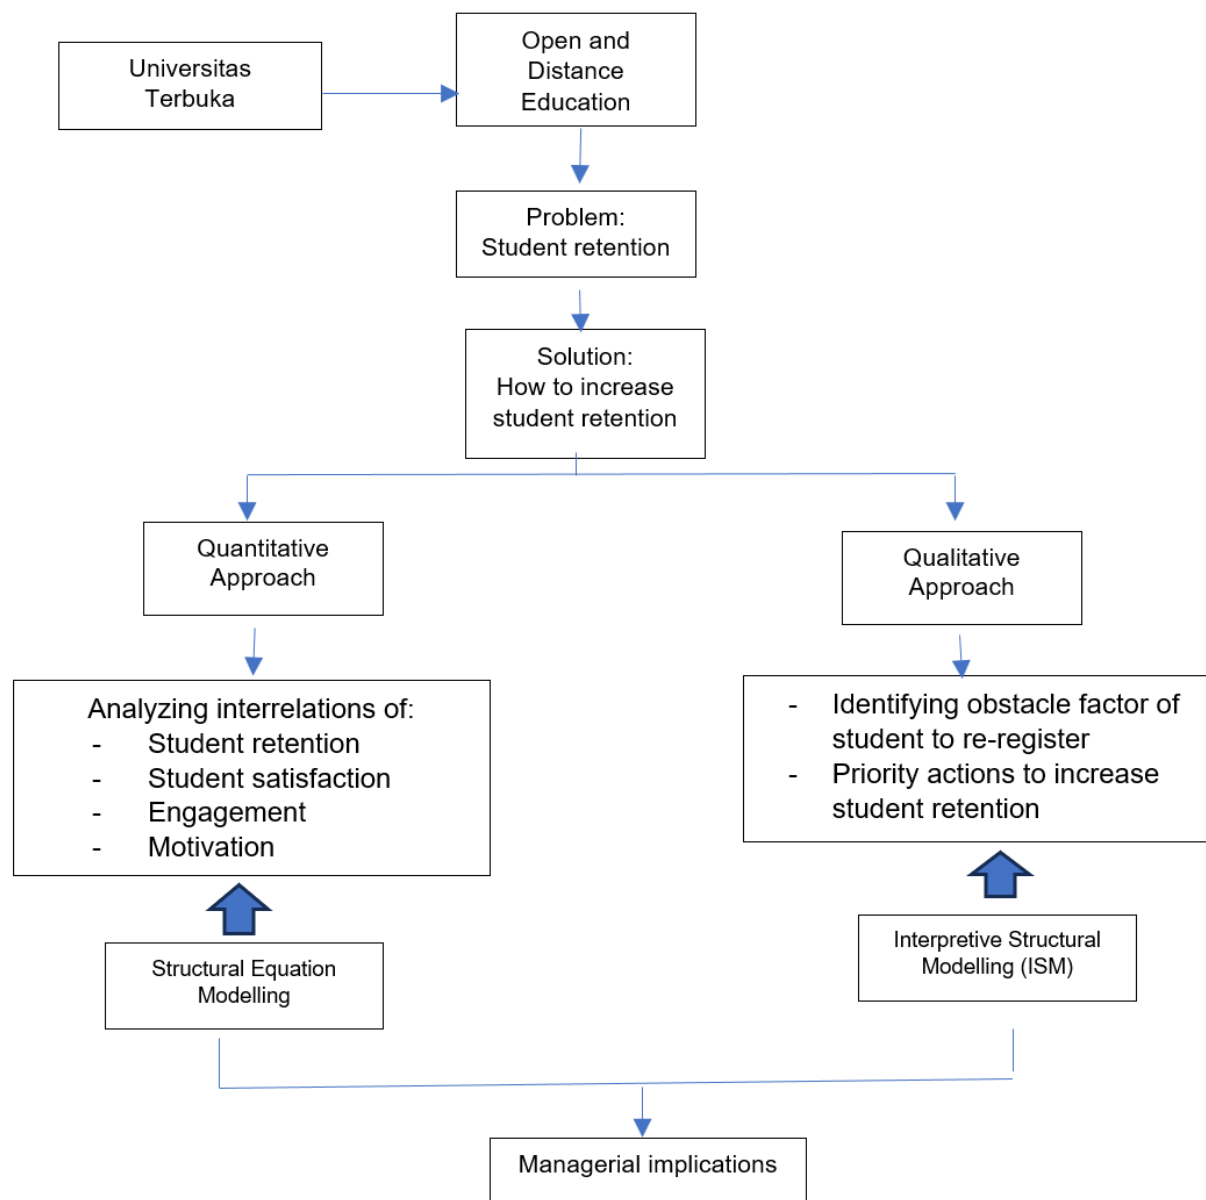 Universitas
Terbuka
Open and
Distance
Education
Problem:
Student retention
Solution:
How to increase
student retention
Quantitative
Approach
Qualitative
Approach
Analyzing interrelations of:
- Student retention
- Student satisfaction
- Engagement
- Motivation
- Identifying obstacle factor of
student to re-register
- Priority actions to increase
student retention
Structural Equation
Modelling
Interpretive Structural
Modelling (ISM)
Managerial implications